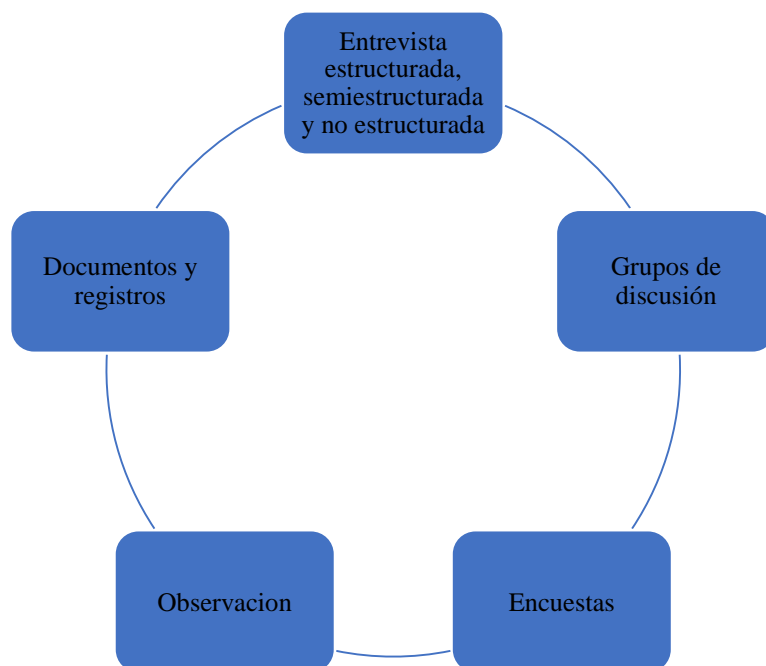 Entrevista
estructurada,
semiestructurada
y no estructurada
Documentos y
registros
Grupos de
discusión
Observacion
Encuestas